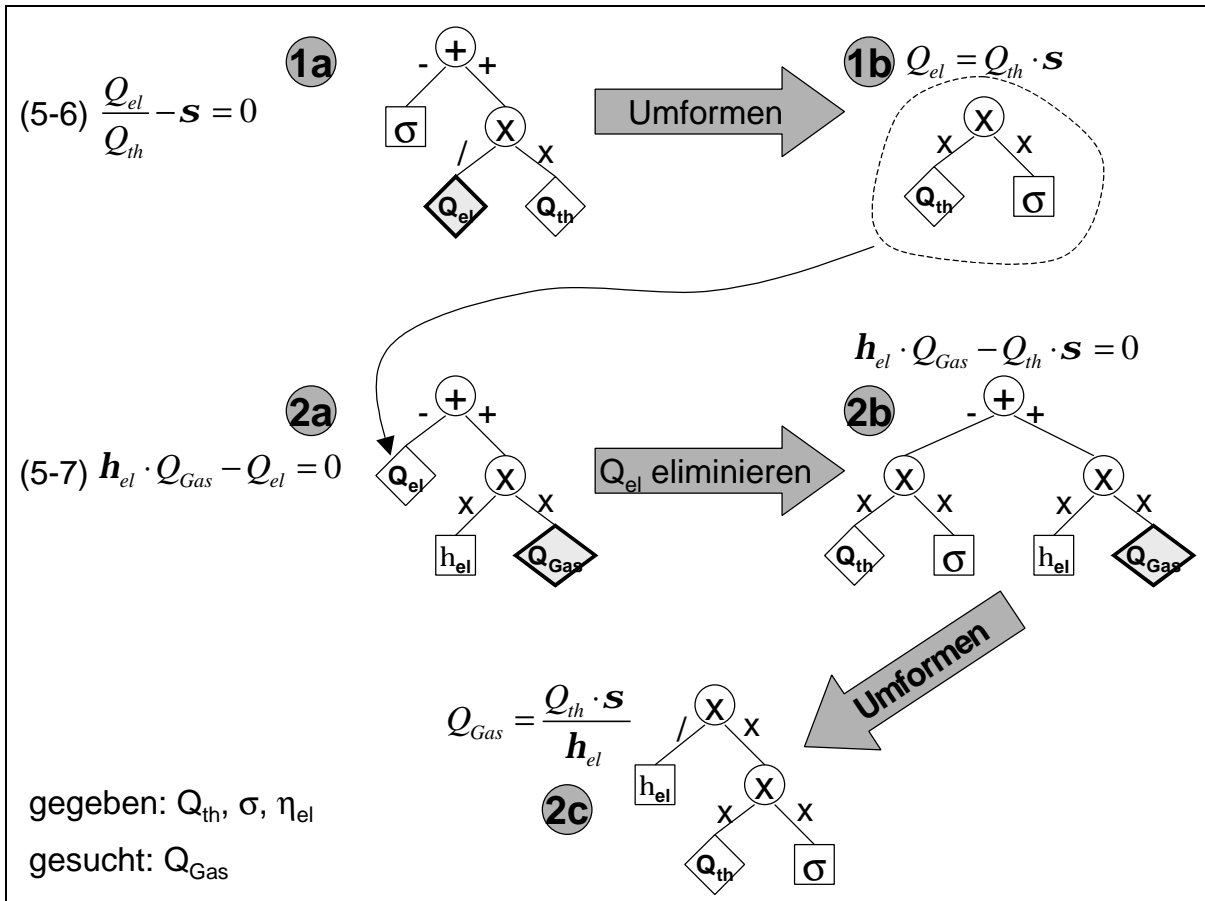 1a
(5-6) Q_el / Q_th − s = 0
+
- +
σ x
/ x
Q_el Q_th
Umformen
1b Q_el = Q_th · s
x
x x
Q_th σ
2a
(5-7) h_el · Q_Gas − Q_el = 0
+
- +
Q_el x
x x
h_el Q_Gas
Q_el eliminieren
h_el · Q_Gas − Q_th · s = 0
2b
+
- +
x x
x x x x
Q_th σ h_el Q_Gas
Umformen
Q_Gas = Q_th · s / h_el
2c
x
/ x
h_el x
x x
Q_th σ
gegeben: Q_th, σ, η_el
gesucht: Q_Gas